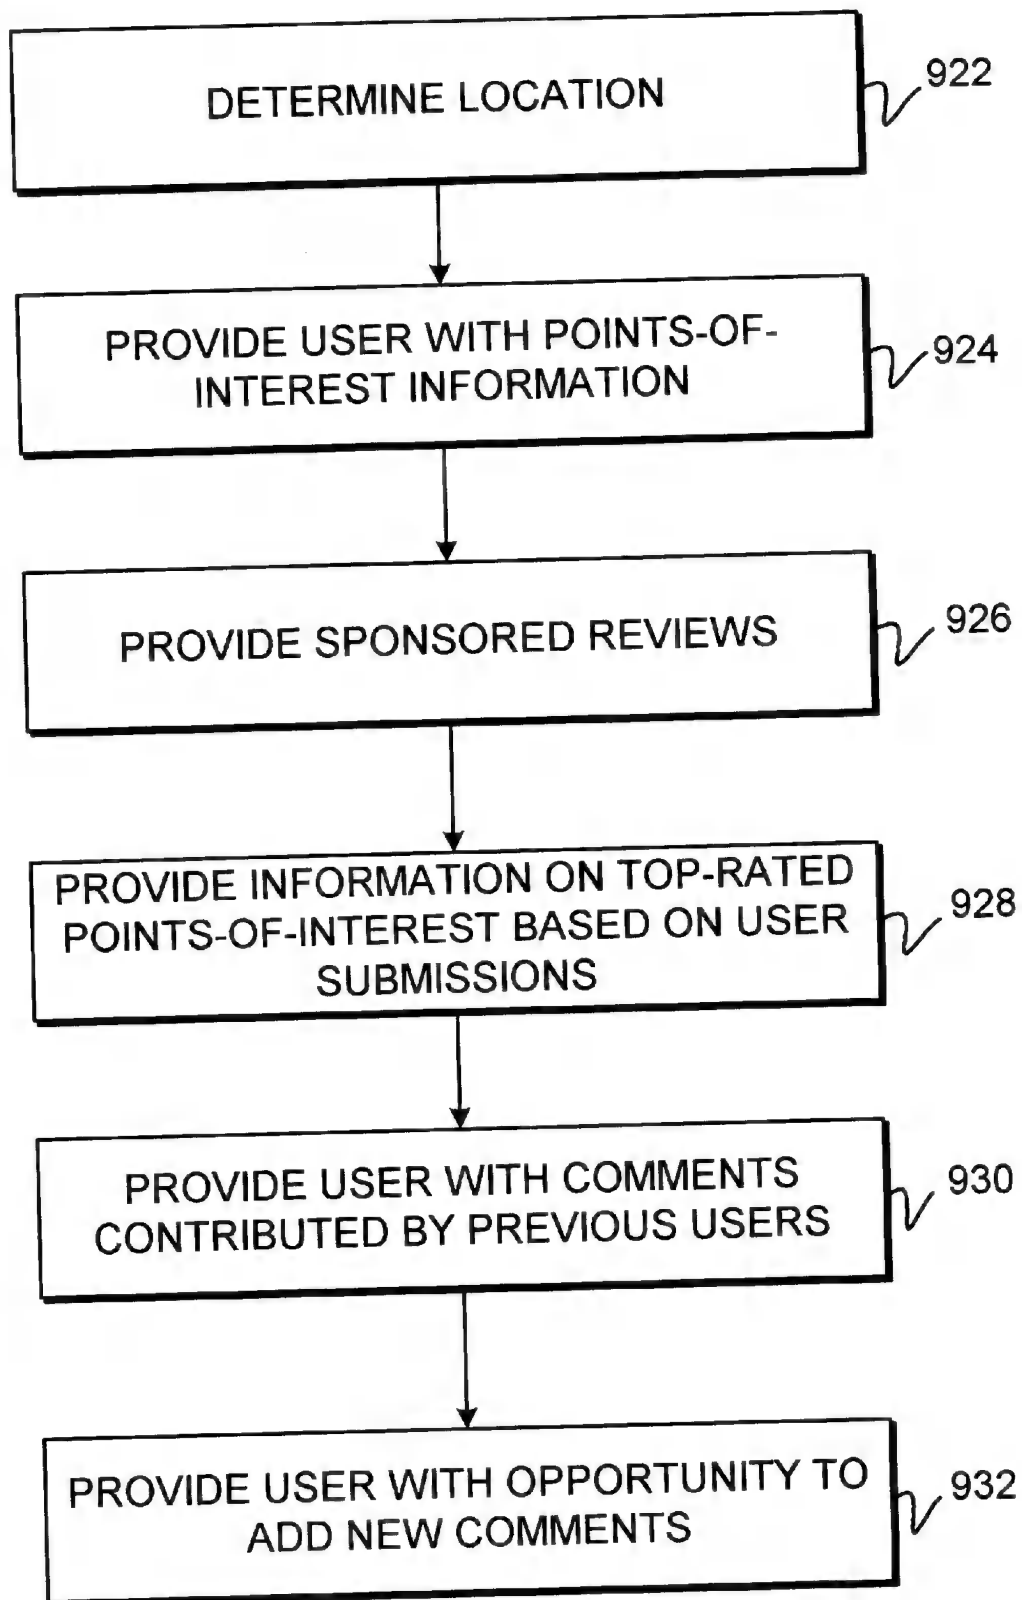 DETERMINE LOCATION
922
PROVIDE USER WITH POINTS-OF-
INTEREST INFORMATION
924
PROVIDE SPONSORED REVIEWS
926
PROVIDE INFORMATION ON TOP-RATED
POINTS-OF-INTEREST BASED ON USER
SUBMISSIONS
928
PROVIDE USER WITH COMMENTS
CONTRIBUTED BY PREVIOUS USERS
930
PROVIDE USER WITH OPPORTUNITY TO
ADD NEW COMMENTS
932